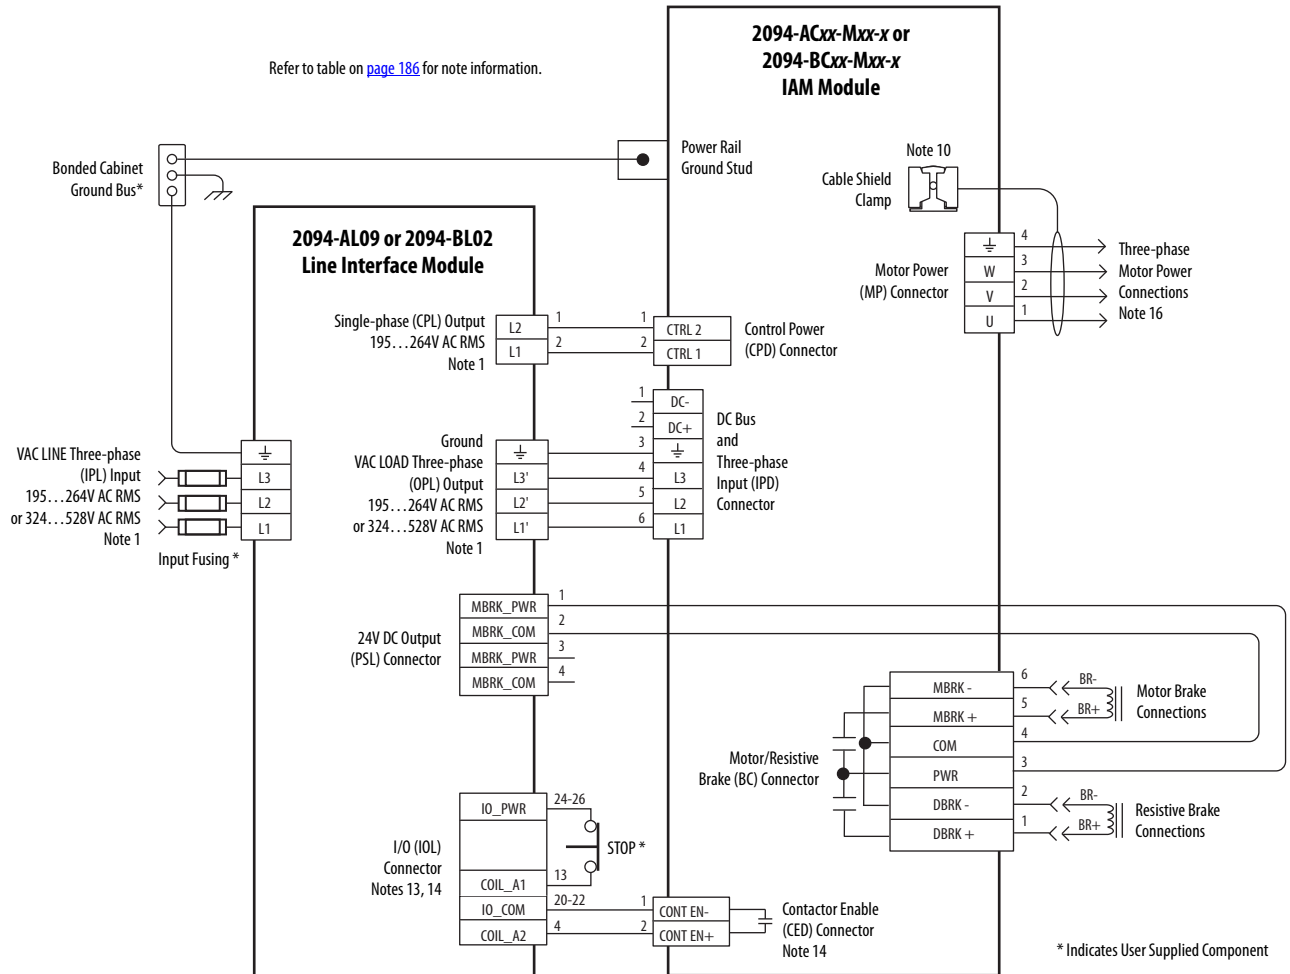 2094-ACxx-Mxx-x or
2094-BCxx-Mxx-x
IAM Module
Refer to table on page 186 for note information.
Bonded Cabinet
Ground Bus*
Power Rail
Ground Stud
Note 10
Cable Shield
Clamp
2094-AL09 or 2094-BL02
Line Interface Module
Motor Power
(MP) Connector
4
W 3
V 2
U 1
Three-phase
Motor Power
Connections
Note 16
Single-phase (CPL) Output
195…264V AC RMS
Note 1
L2 1
L1 2
1 CTRL 2
2 CTRL 1
Control Power
(CPD) Connector
VAC LINE Three-phase
(IPL) Input
195…264V AC RMS
or 324…528V AC RMS
Note 1
Input Fusing *
L3
L2
L1
Ground
VAC LOAD Three-phase
(OPL) Output
195…264V AC RMS
or 324…528V AC RMS
Note 1
L3'
L2'
L1'
1 DC-
2 DC+
3
4 L3
5 L2
6 L1
DC Bus
and
Three-phase
Input (IPD)
Connector
24V DC Output
(PSL) Connector
MBRK_PWR 1
MBRK_COM 2
MBRK_PWR 3
MBRK_COM 4
Motor/Resistive
Brake (BC) Connector
MBRK - 6 BR-
MBRK + 5 BR+
COM 4
PWR 3
DBRK - 2 BR-
DBRK + 1 BR+
Motor Brake
Connections
Resistive Brake
Connections
I/O (IOL)
Connector
Notes 13, 14
IO_PWR 24-26
COIL_A1 13
IO_COM 20-22
COIL_A2 4
STOP *
1 CONT EN-
2 CONT EN+
Contactor Enable
(CED) Connector
Note 14
* Indicates User Supplied Component